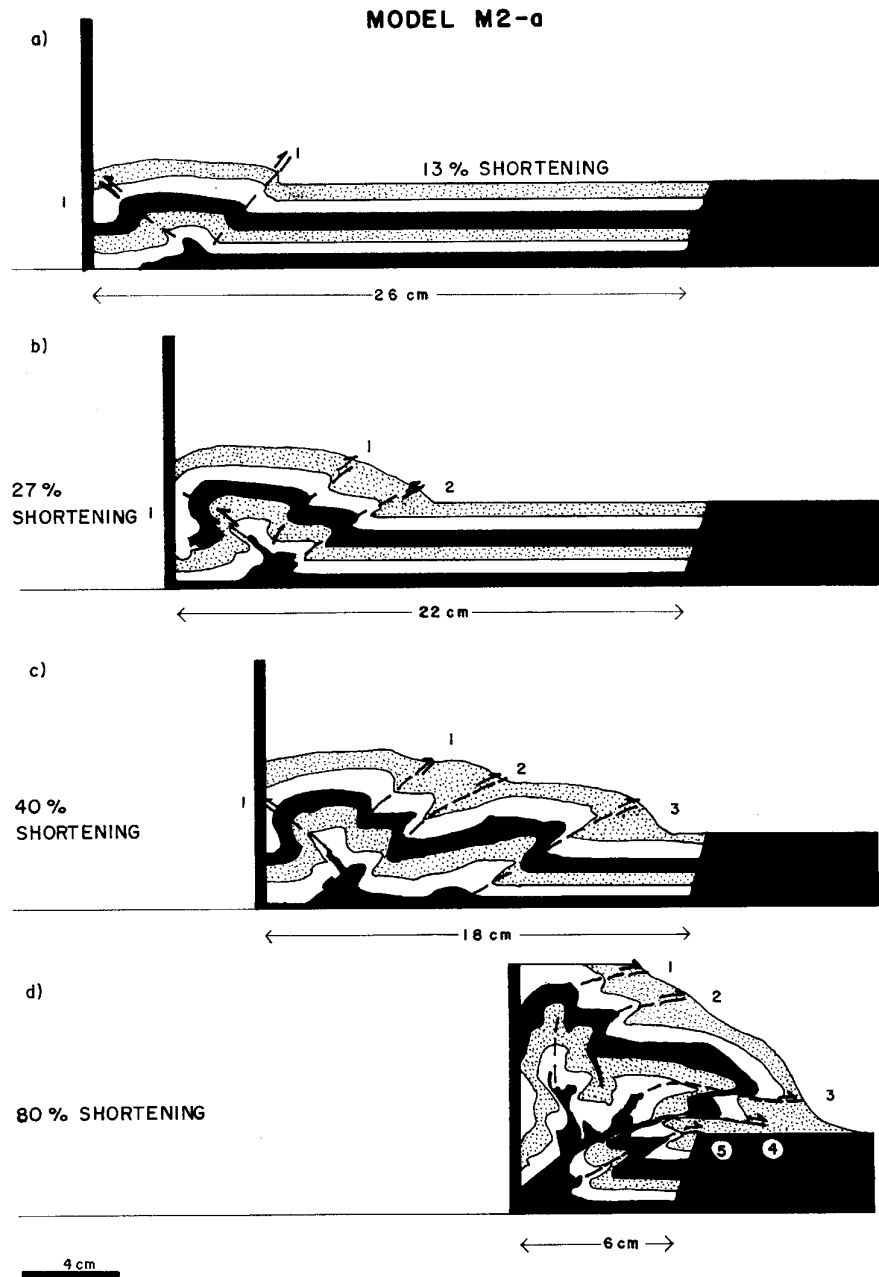 MODEL M2-a
a)
1
13 % SHORTENING
1
26 cm
b)
1
2
27 %
SHORTENING 1
22 cm
c)
1
2
1
3
40 %
SHORTENING
18 cm
d)
1
2
3
80 % SHORTENING
5 4
6 cm
4 cm